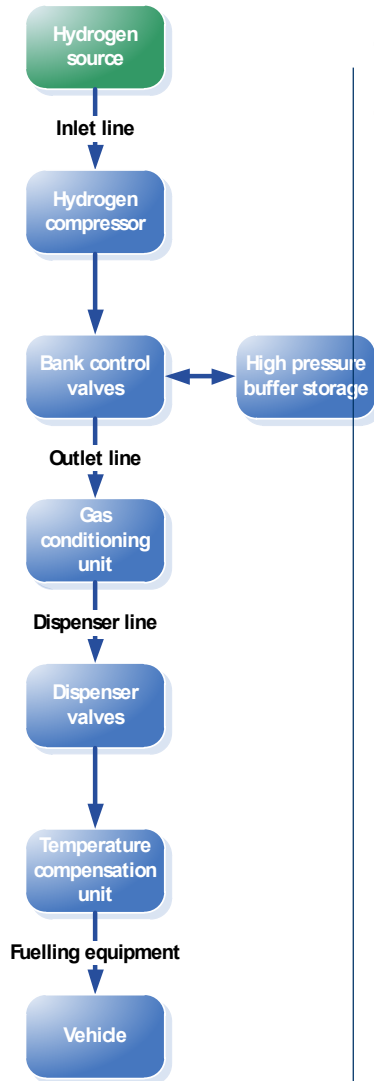 Hydrogen
source
Inlet line
Hydrogen
compressor
Bank control
valves
High pressure
buffer storage
Outlet line
Gas
conditioning
unit
Dispenser line
Dispenser
valves
Temperature
compensation
unit
Fuelling equipment
Vehicle